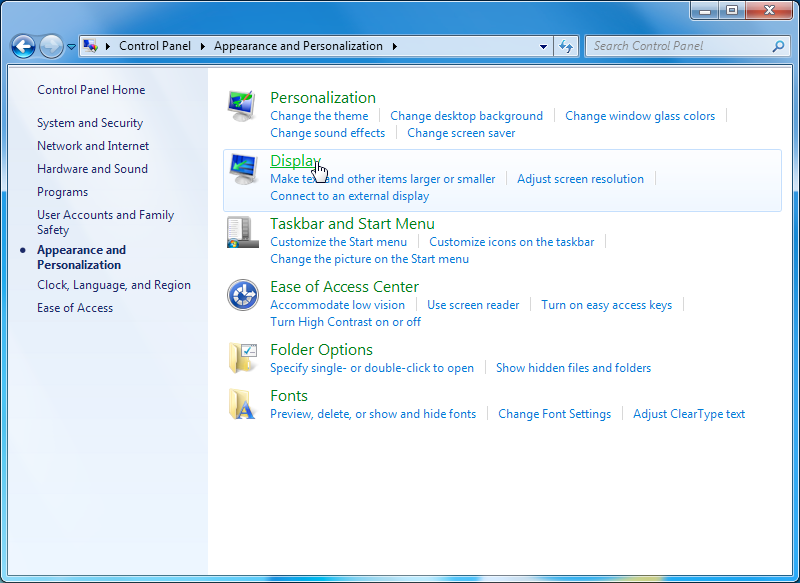 Control Panel Appearance and Personalization Search Control Panel
Control Panel Home
System and Security
Network and Internet
Hardware and Sound
Programs
User Accounts and Family
Safety
Appearance and
Personalization
Clock, Language, and Region
Ease of Access
Personalization
Change the theme Change desktop background Change window glass colors
Change sound effects Change screen saver
Display
Make text and other items larger or smaller Adjust screen resolution
Connect to an external display
Taskbar and Start Menu
Customize the Start menu Customize icons on the taskbar
Change the picture on the Start menu
Ease of Access Center
Accommodate low vision Use screen reader Turn on easy access keys
Turn High Contrast on or off
Folder Options
Specify single- or double-click to open Show hidden files and folders
Fonts
Preview, delete, or show and hide fonts Change Font Settings Adjust ClearType text